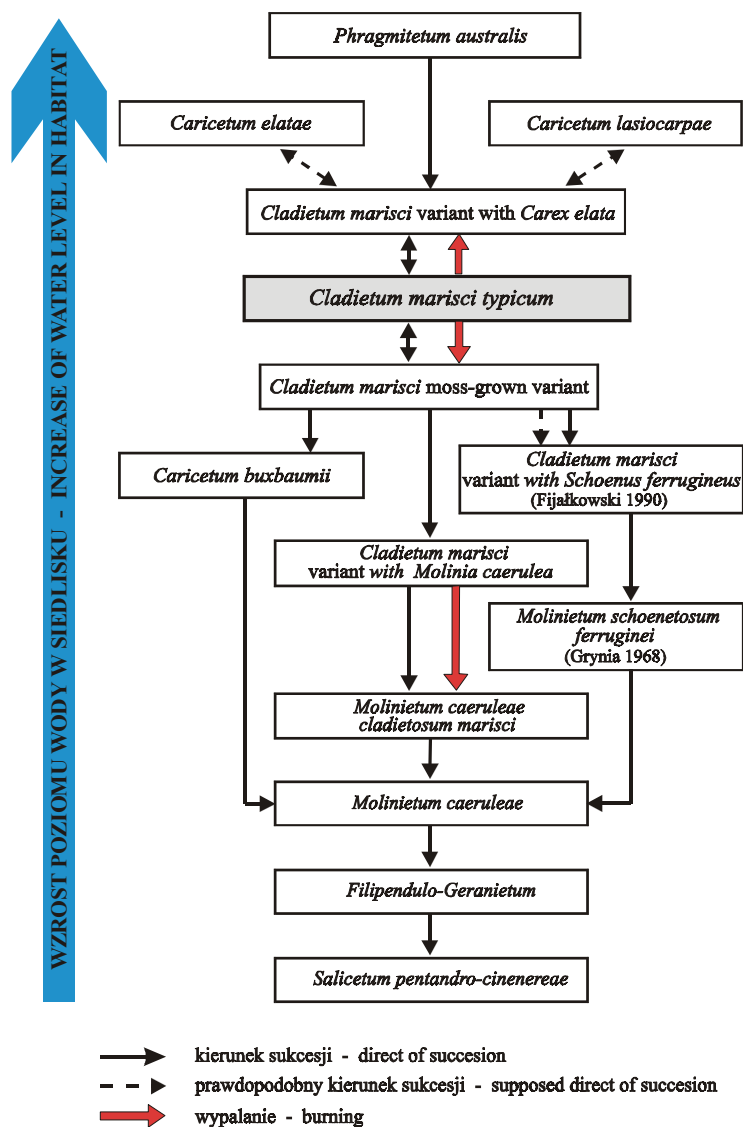 WZROST POZIOMU WODY W SIEDLISKU - INCREASE OF WATER LEVEL IN HABITAT
Phragmitetum australis
Caricetum elatae
Caricetum lasiocarpae
Cladietum marisci variant with Carex elata
Cladietum marisci typicum
Cladietum marisci moss-grown variant
Caricetum buxbaumii
Cladietum marisci
variant with Schoenus ferrugineus
(Fijałkowski 1990)
Cladietum marisci
variant with Molinia caerulea
Molinietum schoenetosum
ferruginei
(Grynia 1968)
Molinietum caeruleae
cladietosum marisci
Molinietum caeruleae
Filipendulo-Geranietum
Salicetum pentandro-cinenereae
kierunek sukcesji - direct of succesion
prawdopodobny kierunek sukcesji - supposed direct of succesion
wypalanie - burning